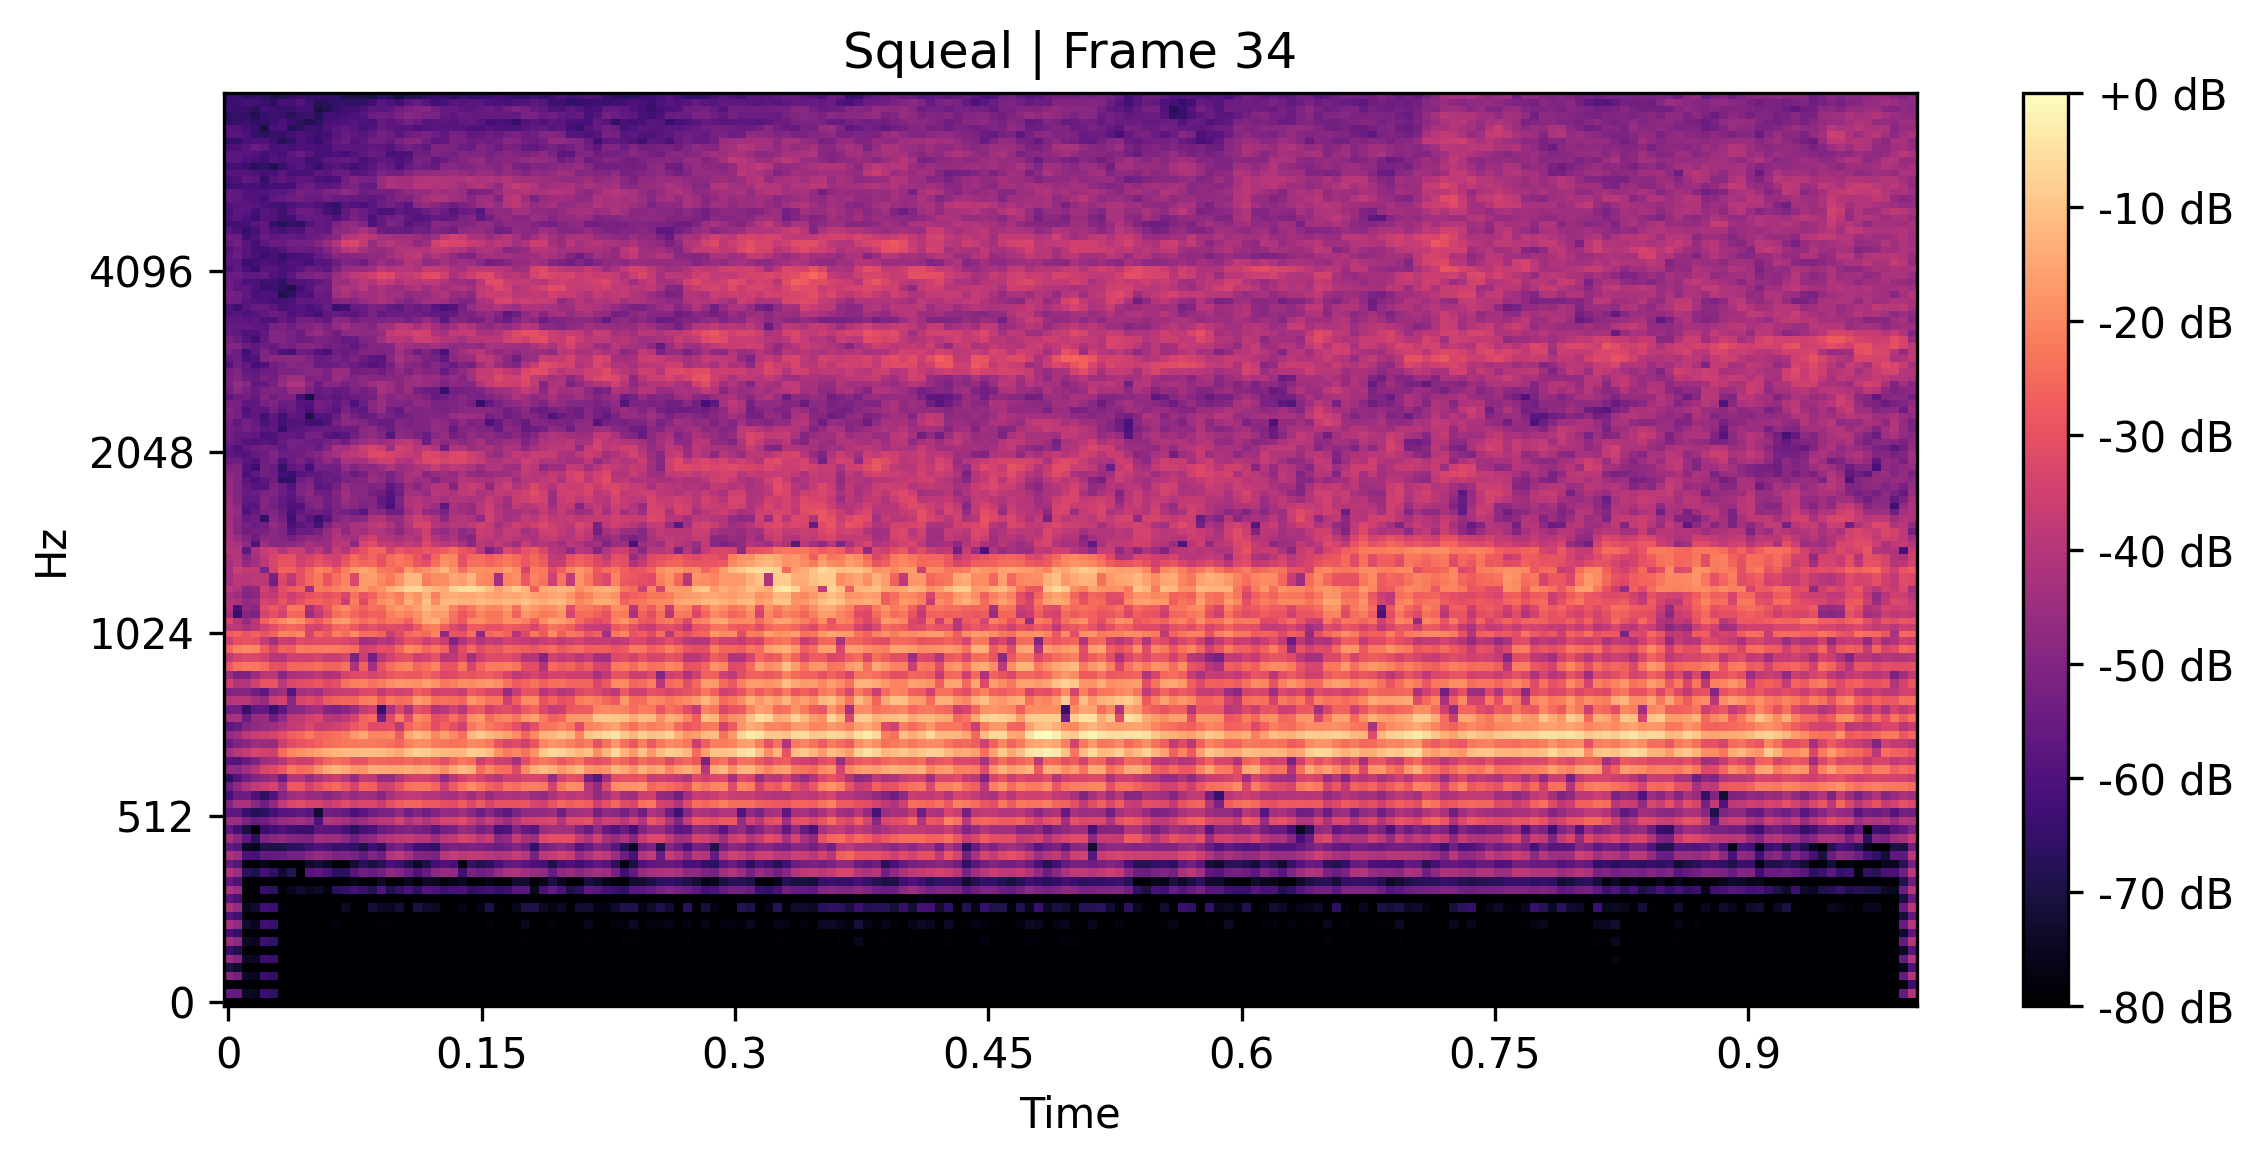 Squeal | Frame 34
+0 dB
-10 dB
-20 dB
-30 dB
-40 dB
-50 dB
-60 dB
-70 dB
-80 dB
Hz
4096
2048
1024
512
0
0 0.15 0.3 0.45 0.6 0.75 0.9
Time